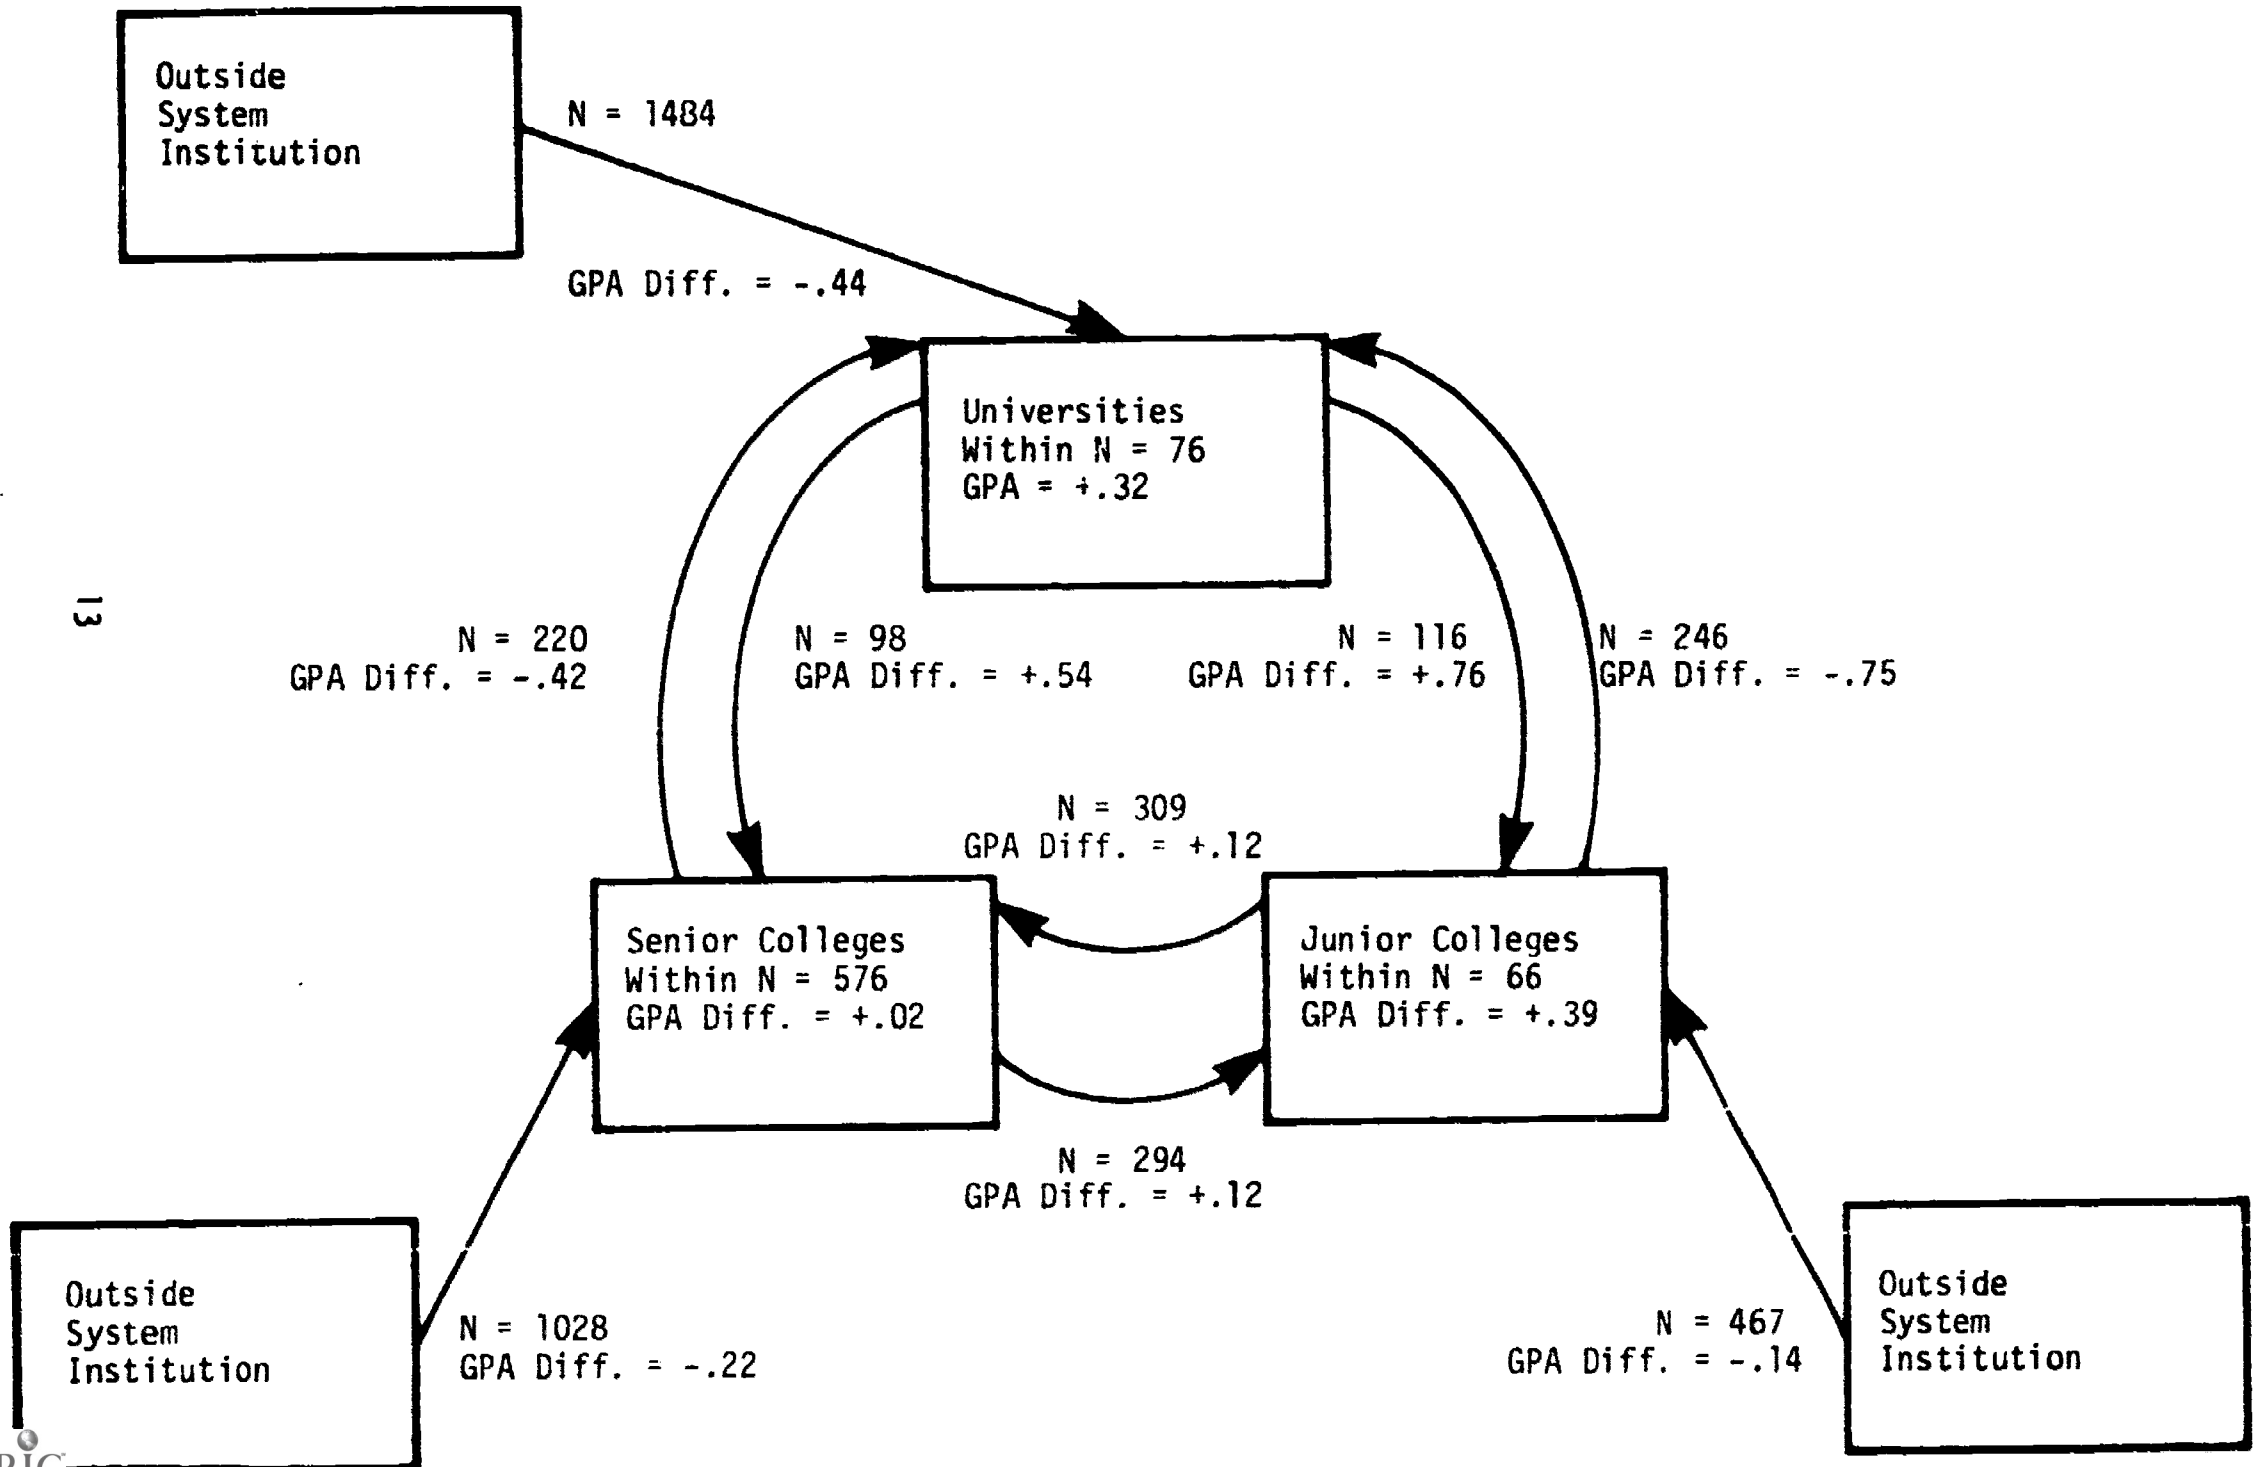 Outside
System
Institution
N = 1484
GPA Diff. = -.44
Universities
Within N = 76
GPA = +.32
13
N = 220
GPA Diff. = -.42
N = 98
GPA Diff. = +.54
N = 116
GPA Diff. = +.76
N = 246
GPA Diff. = -.75
N = 309
GPA Diff. = +.12
Senior Colleges
Within N = 576
GPA Diff. = +.02
Junior Colleges
Within N = 66
GPA Diff. = +.39
N = 294
GPA Diff. = +.12
Outside
System
Institution
N = 1028
GPA Diff. = -.22
N = 467
GPA Diff. = -.14
Outside
System
Institution